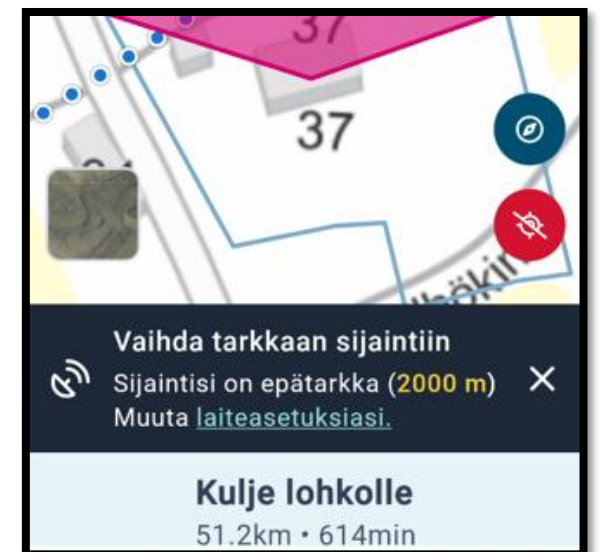 37
37
Vaihda tarkkaan sijaintiin
Sijaintisi on epätarkka (2000 m)
Muuta laiteasetuksiasi.
Kulje lohkolle
51.2km • 614min